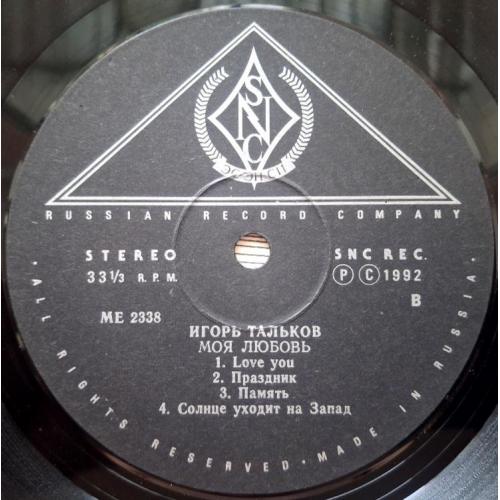 SNC
ЭСЭНСИ
RUSSIAN RECORD COMPANY
STEREO
33 1/3 R.P.M.
SNC REC.
Ⓟ Ⓒ 1992
B
ME 2338
ИГОРЬ ТАЛЬКОВ
МОЯ ЛЮБОВЬ
1. Love you
2. Праздник
3. Память
4. Солнце уходит на Запад
· ALL RIGHTS RESERVED · MADE IN RUSSIA ·